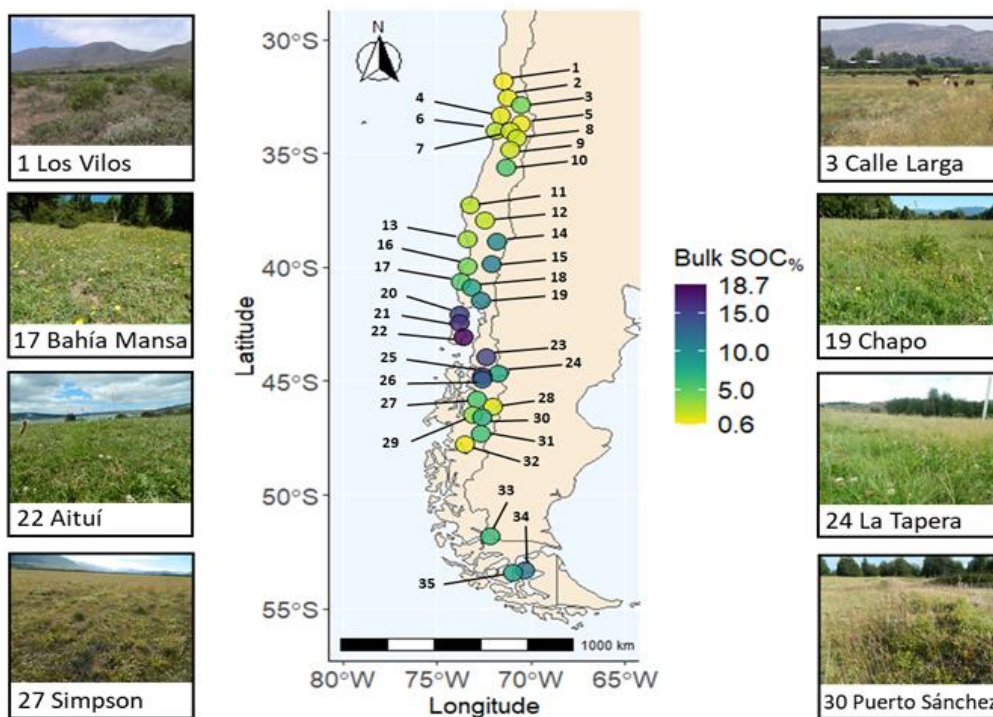 1 Los Vilos
17 Bahía Mansa
22 Aituí
27 Simpson
N
30°S
35°S
40°S
45°S
50°S
55°S
Latitude
1
2
3
4
5
6
7
8
9
10
11
12
13
14
15
16
17
18
19
20
21
22
23
24
25
26
27
28
29
30
31
32
33
34
35
1000 km
80°W 75°W 70°W 65°W
Longitude
Bulk SOC%
18.7
15.0
10.0
5.0
0.6
3 Calle Larga
19 Chapo
24 La Tapera
30 Puerto Sánchez